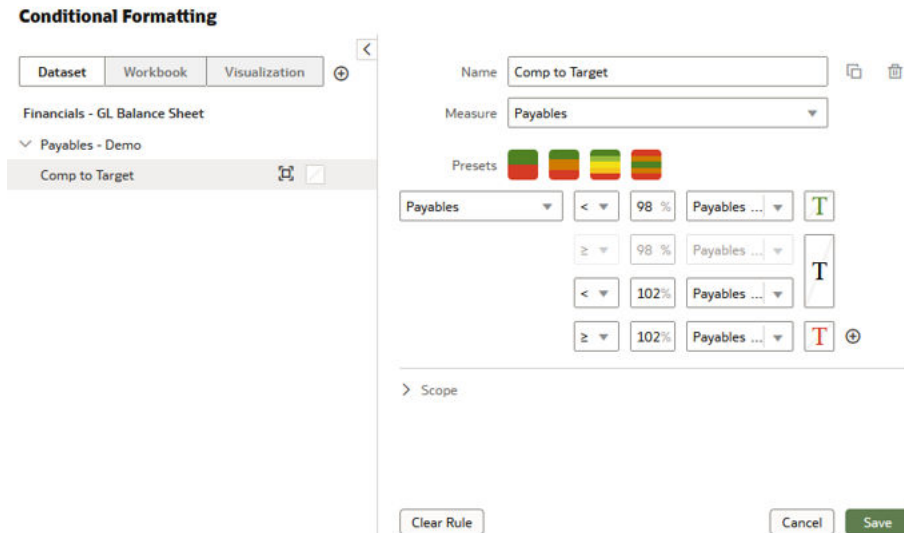 Conditional Formatting
Dataset Workbook Visualization
Financials - GL Balance Sheet
Payables - Demo
Comp to Target
Name Comp to Target
Measure Payables
Presets
Payables < 98 % Payables ... T
≥ 98 % Payables ...
T
< 102% Payables ...
≥ 102% Payables ... T
Scope
Clear Rule Cancel Save